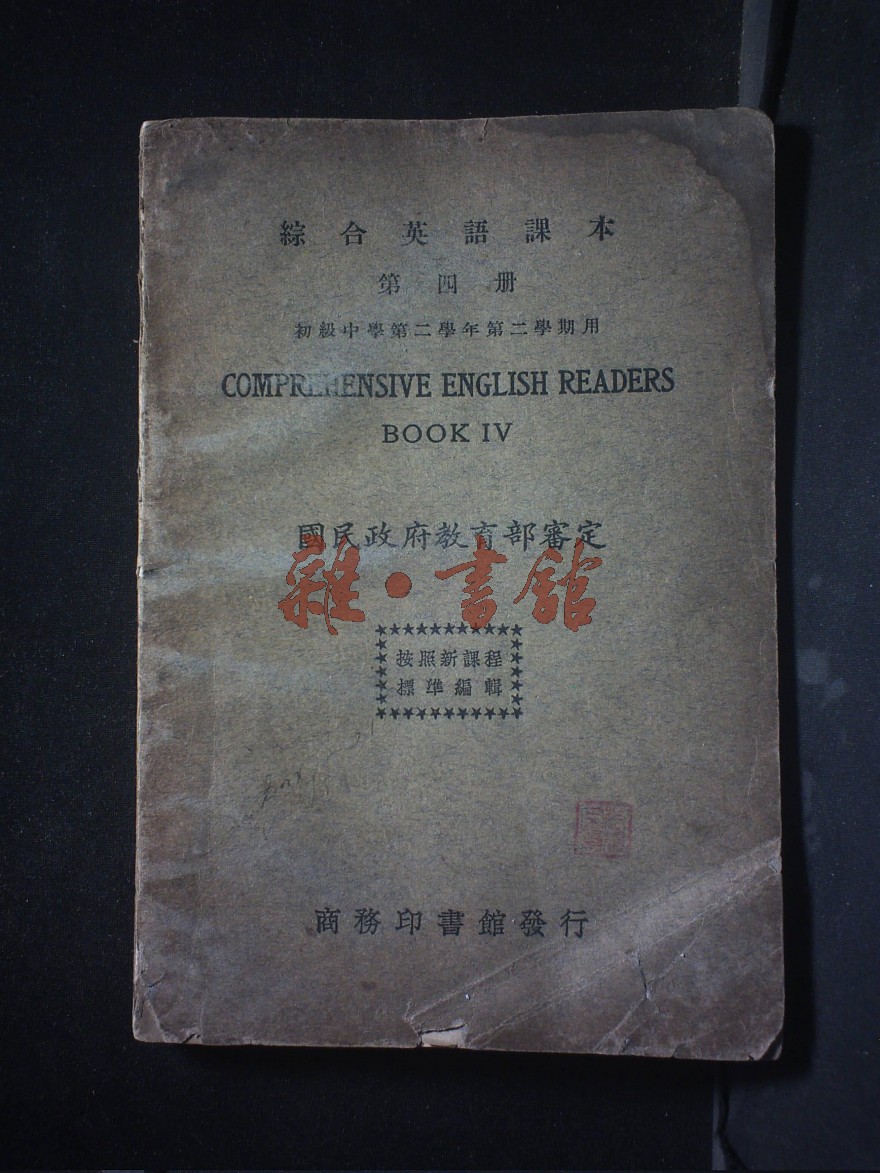 綜合英語課本
第四册
初級中學第二學年第二學期用
COMPREHENSIVE ENGLISH READERS
BOOK IV
國民政府教育部審定
雜·書館
按照新課程
標準編輯
商務印書館發行